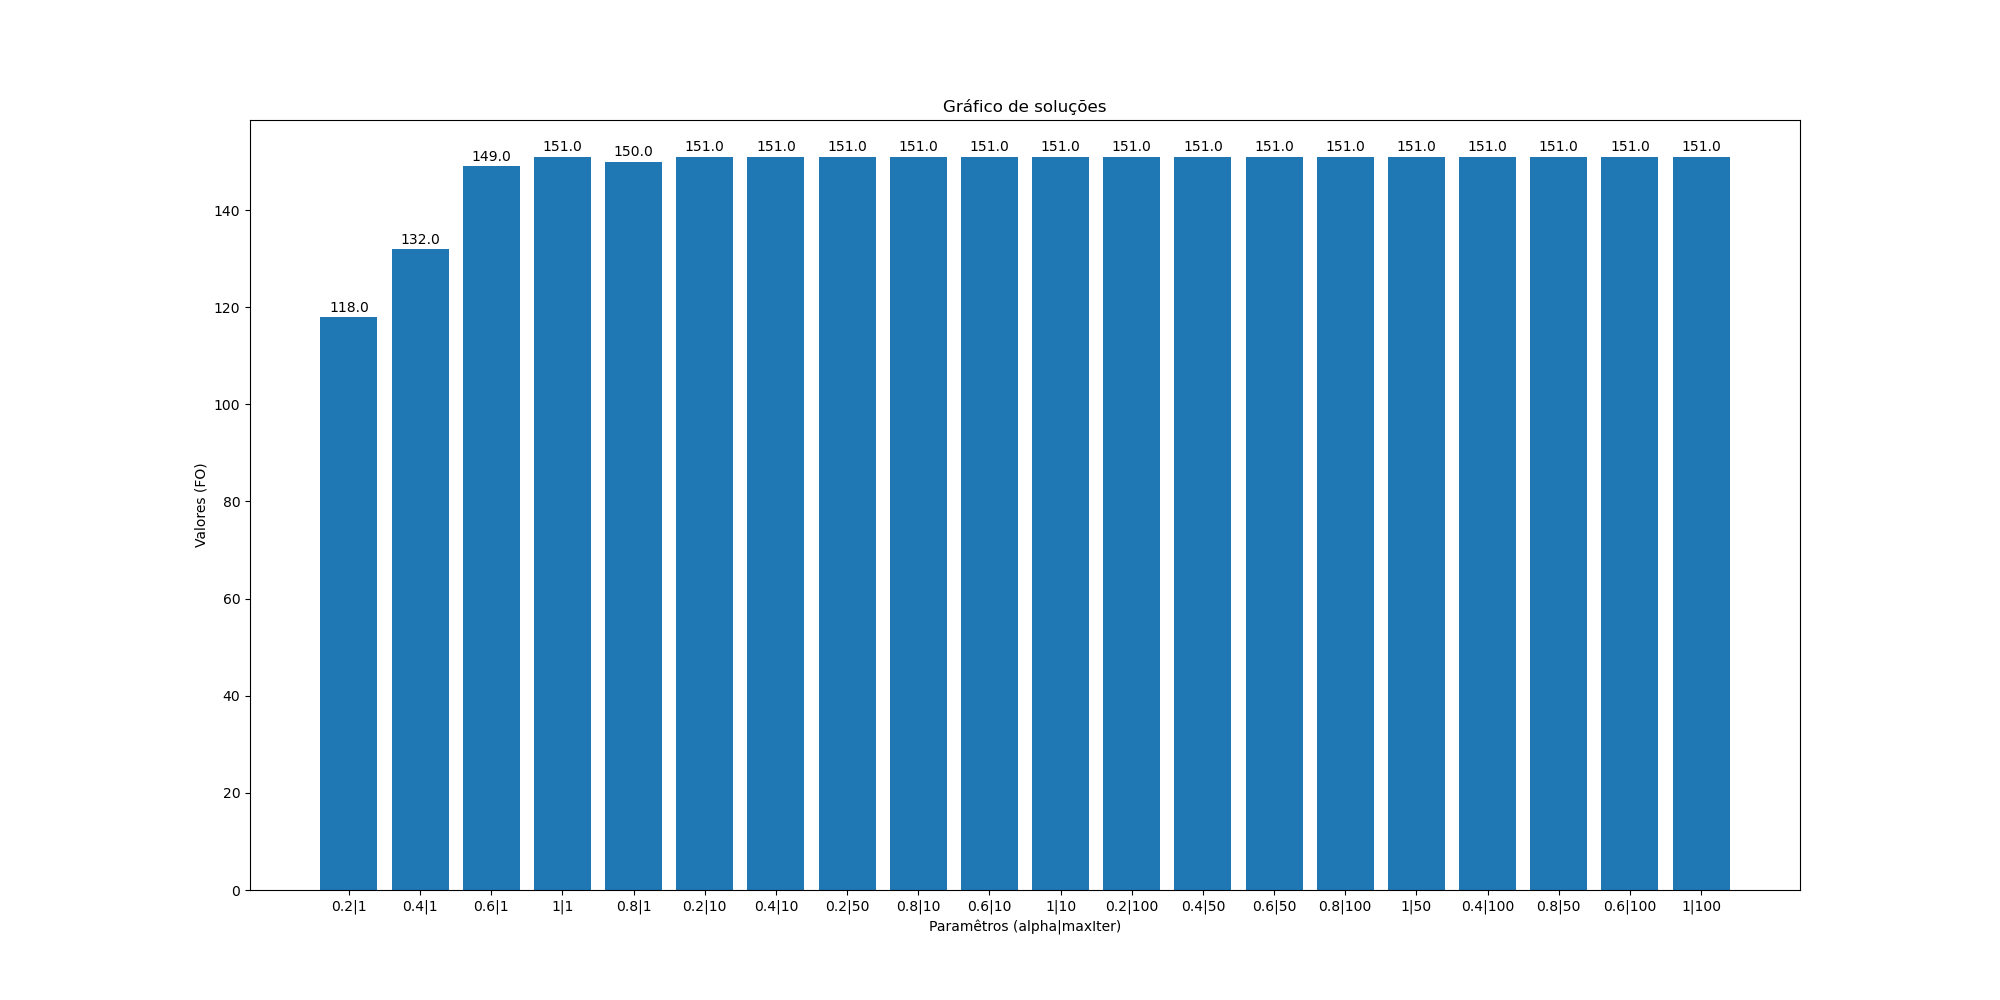 Gráfico de soluções
118.0 132.0 149.0 151.0 150.0 151.0 151.0 151.0 151.0 151.0 151.0 151.0 151.0 151.0 151.0 151.0 151.0 151.0 151.0 151.0
140
120
100
80
60
40
20
0
Valores (FO)
0.2|1 0.4|1 0.6|1 1|1 0.8|1 0.2|10 0.4|10 0.2|50 0.8|10 0.6|10 1|10 0.2|100 0.4|50 0.6|50 0.8|100 1|50 0.4|100 0.8|50 0.6|100 1|100
Paramêtros (alpha|maxIter)